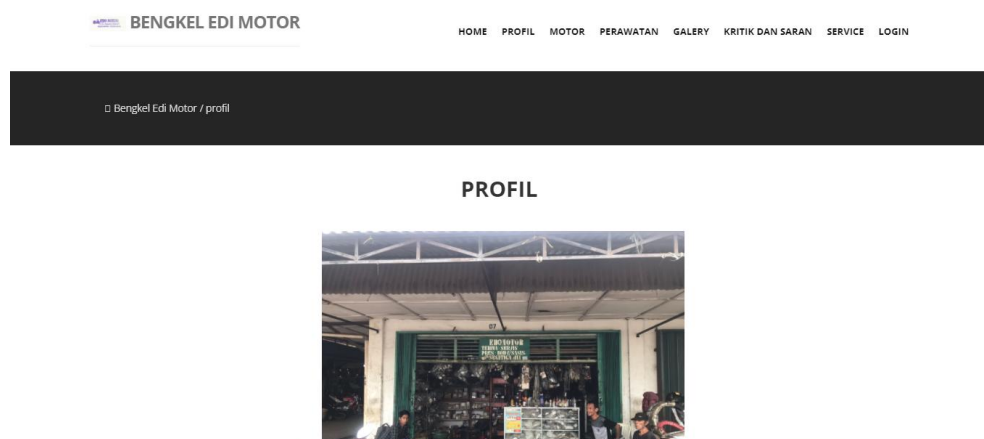 BENGKEL EDI MOTOR
HOME PROFIL MOTOR PERAWATAN GALERY KRITIK DAN SARAN SERVICE LOGIN
Bengkel Edi Motor / profil
PROFIL
07
EDI MOTOR